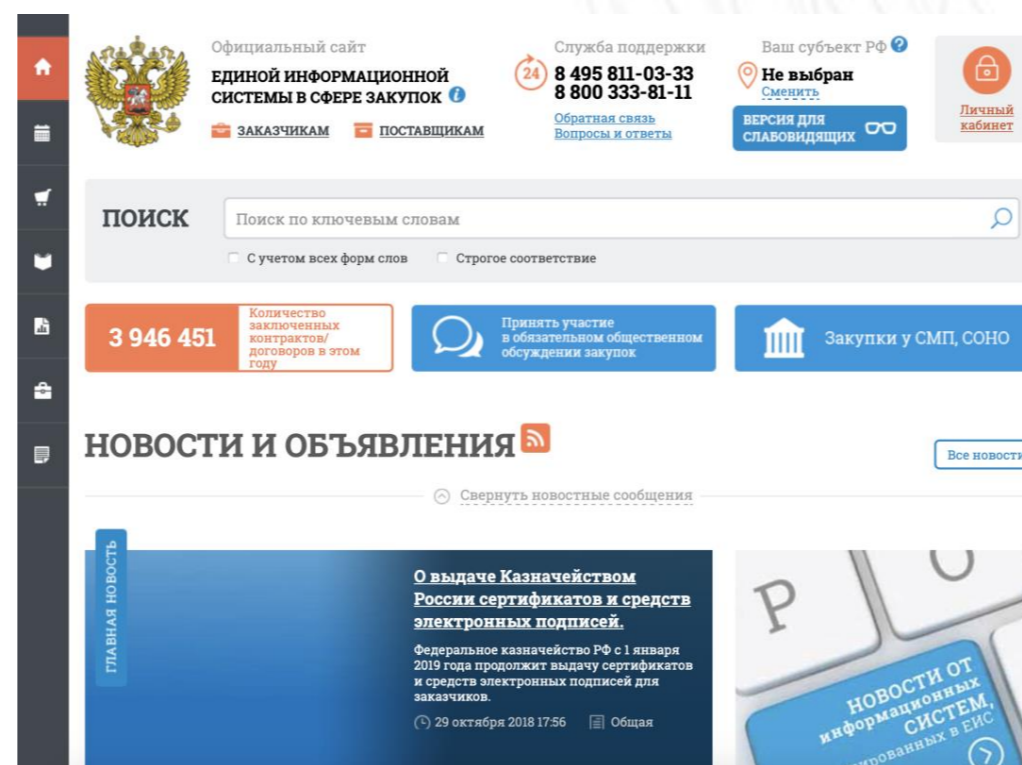 Официальный сайт
ЕДИНОЙ ИНФОРМАЦИОННОЙ
СИСТЕМЫ В СФЕРЕ ЗАКУПОК
ЗАКАЗЧИКАМ ПОСТАВЩИКАМ
Служба поддержки
24 8 495 811-03-33
8 800 333-81-11
Обратная связь
Вопросы и ответы
Ваш субъект РФ ?
Не выбран
Сменить
ВЕРСИЯ ДЛЯ
СЛАБОВИДЯЩИХ
Личный
кабинет
ПОИСК
Поиск по ключевым словам
С учетом всех форм слов Строгое соответствие
3 946 451
Количество
заключенных
контрактов/
договоров в этом
году
Принять участие
в обязательном общественном
обсуждении закупок
Закупки у СМП, СОНО
НОВОСТИ И ОБЪЯВЛЕНИЯ
Все новости
Свернуть новостные сообщения
ГЛАВНАЯ НОВОСТЬ
О выдаче Казначейством
России сертификатов и средств
электронных подписей.
Федеральное казначейство РФ с 1 января
2019 года продолжит выдачу сертификатов
и средств электронных подписей для
заказчиков.
29 октября 2018 17:56 Общая
Р О
НОВОСТИ ОТ
информационных
СИСТЕМ,
ированных в ЕИС